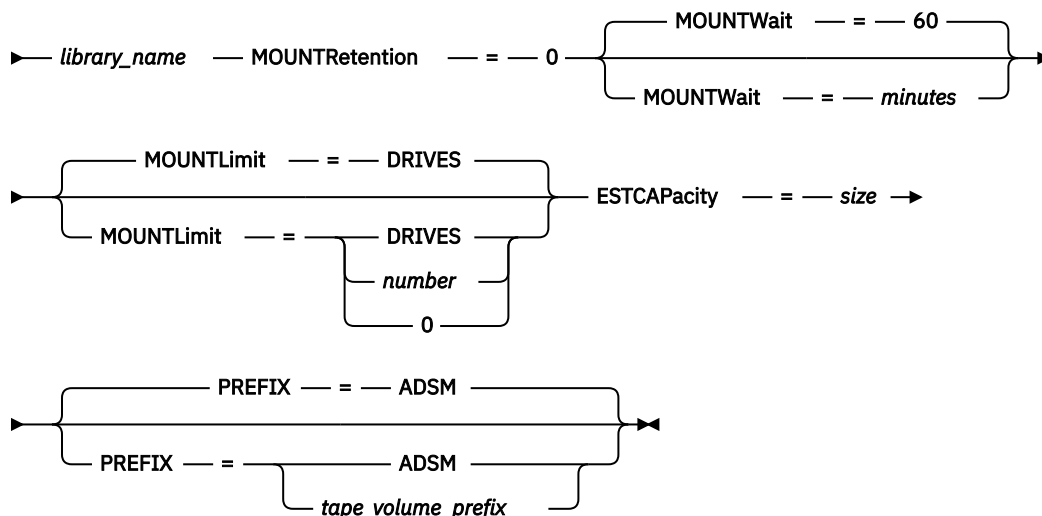 MOUNTWait = 60
library_name MOUNTRetention = 0
MOUNTWait = minutes
MOUNTLimit = DRIVES
ESTCAPacity = size
MOUNTLimit = DRIVES
number
0
PREFIX = ADSM
PREFIX = ADSM
tape_volume_prefix